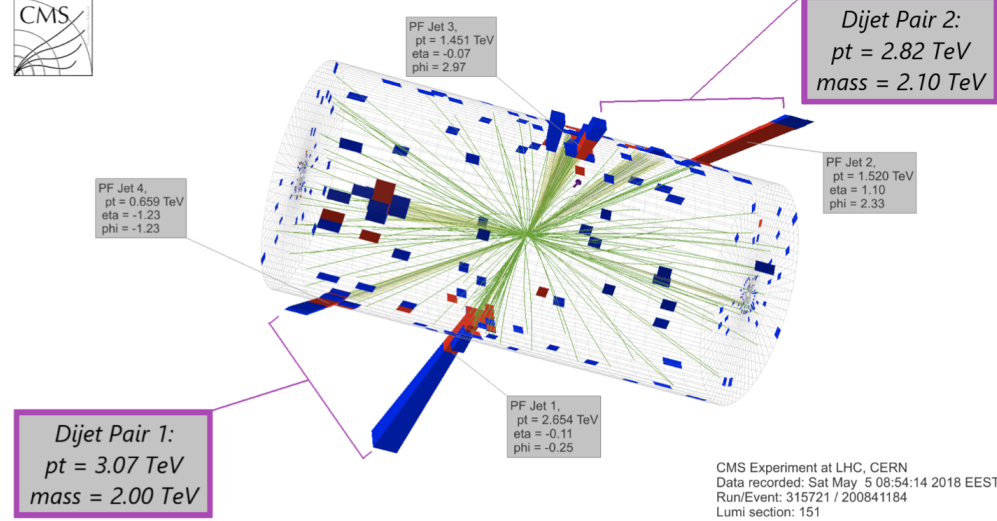 CMS
PF Jet 3,
pt = 1.451 TeV
eta = -0.07
phi = 2.97
Dijet Pair 2:
pt = 2.82 TeV
mass = 2.10 TeV
PF Jet 2,
pt = 1.520 TeV
eta = 1.10
phi = 2.33
PF Jet 4,
pt = 0.659 TeV
eta = -1.23
phi = -1.23
PF Jet 1,
pt = 2.654 TeV
eta = -0.11
phi = -0.25
Dijet Pair 1:
pt = 3.07 TeV
mass = 2.00 TeV
CMS Experiment at LHC, CERN
Data recorded: Sat May 5 08:54:14 2018 EEST
Run/Event: 315721 / 200841184
Lumi section: 151